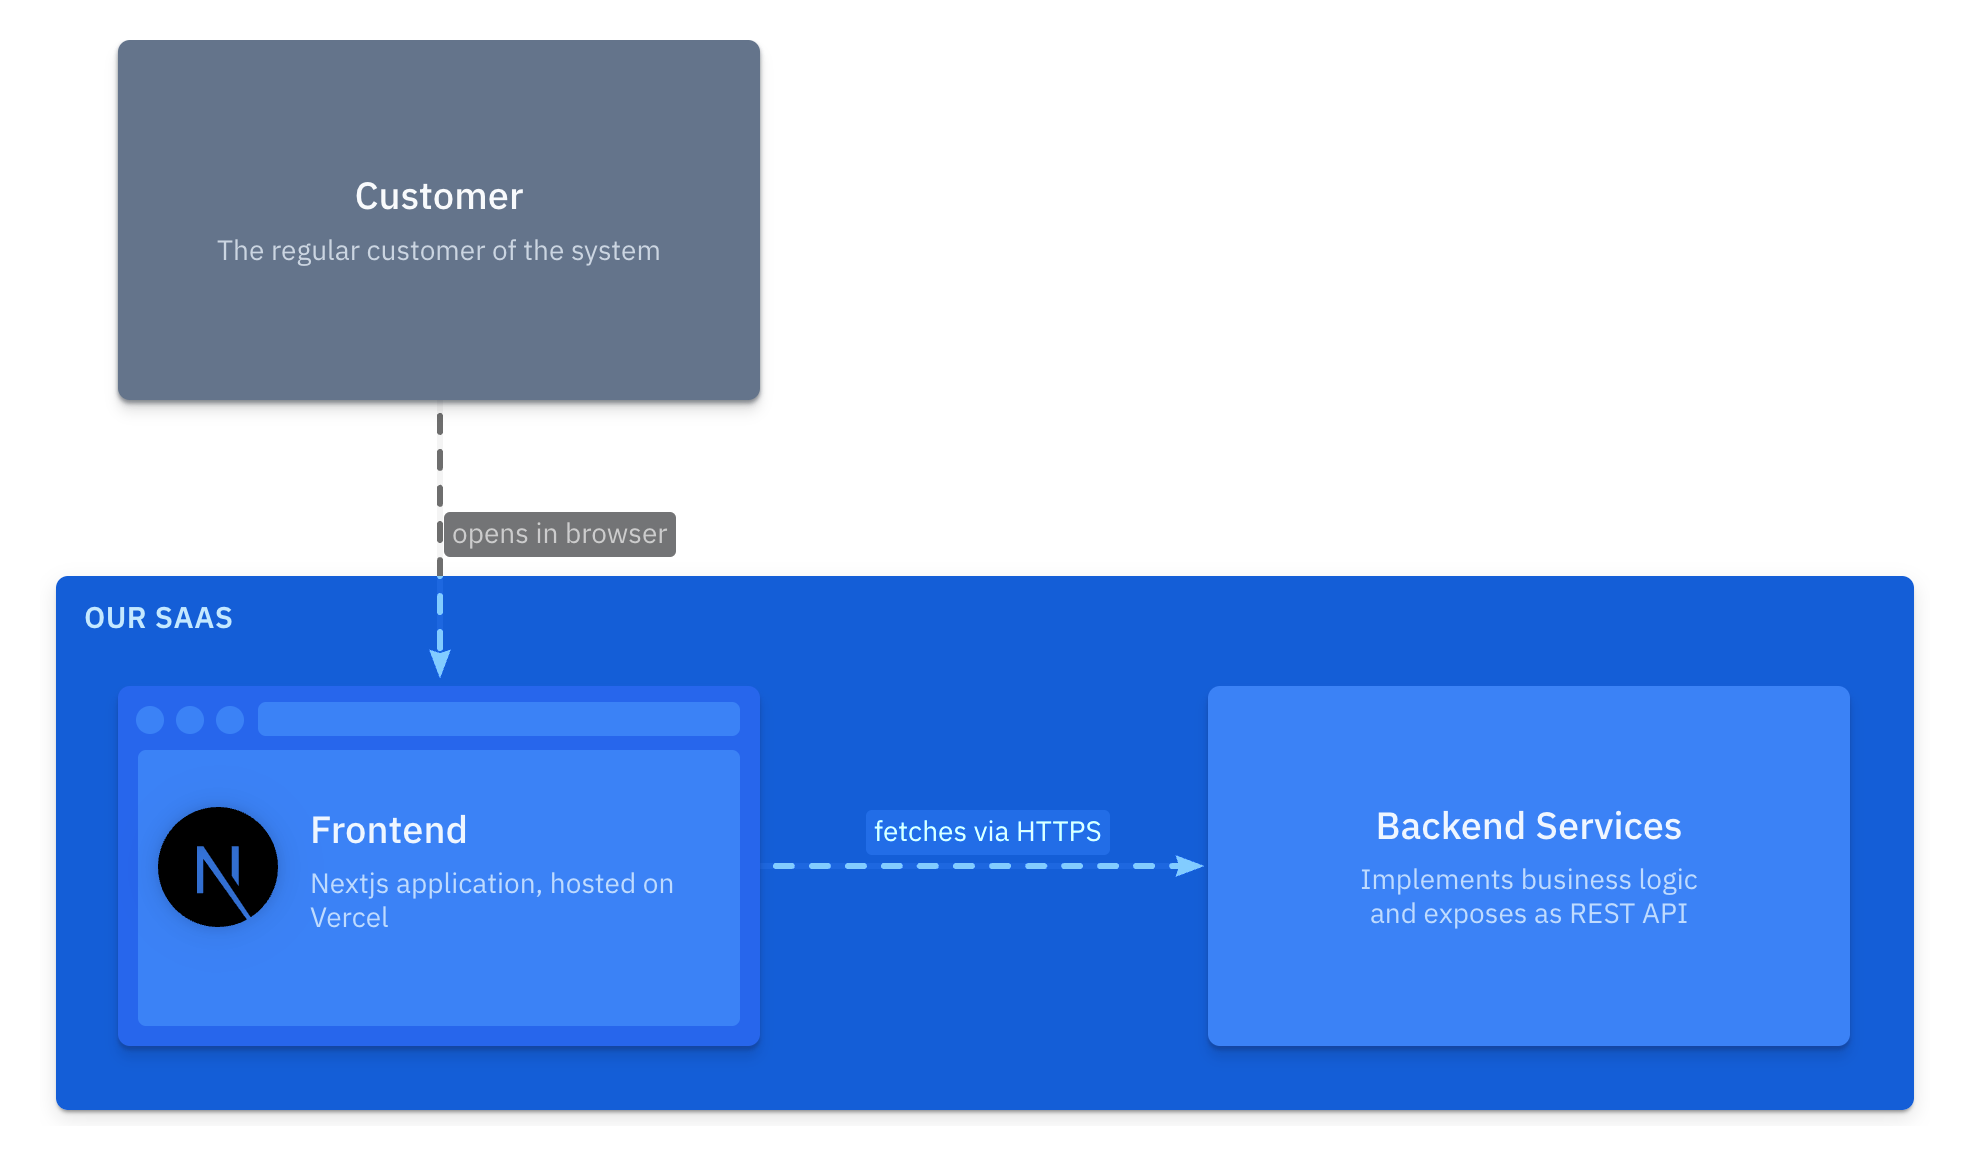 Customer
The regular customer of the system
opens in browser
OUR SAAS
Frontend
Nextjs application, hosted on
Vercel
fetches via HTTPS
Backend Services
Implements business logic
and exposes as REST API